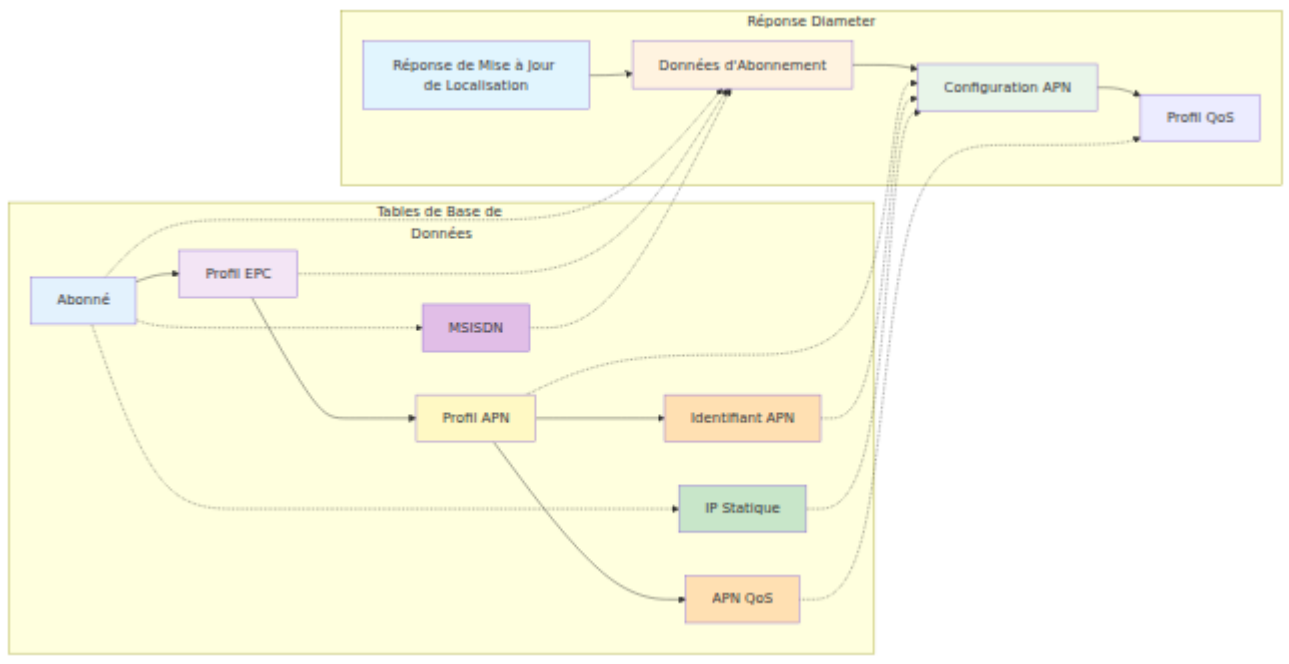 Réponse Diameter
Réponse de Mise à Jour
de Localisation
Données d'Abonnement
Configuration APN
Profil QoS
Tables de Base de
Données
Profil EPC
Abonné
MSISDN
Profil APN
Identifiant APN
IP Statique
APN QoS